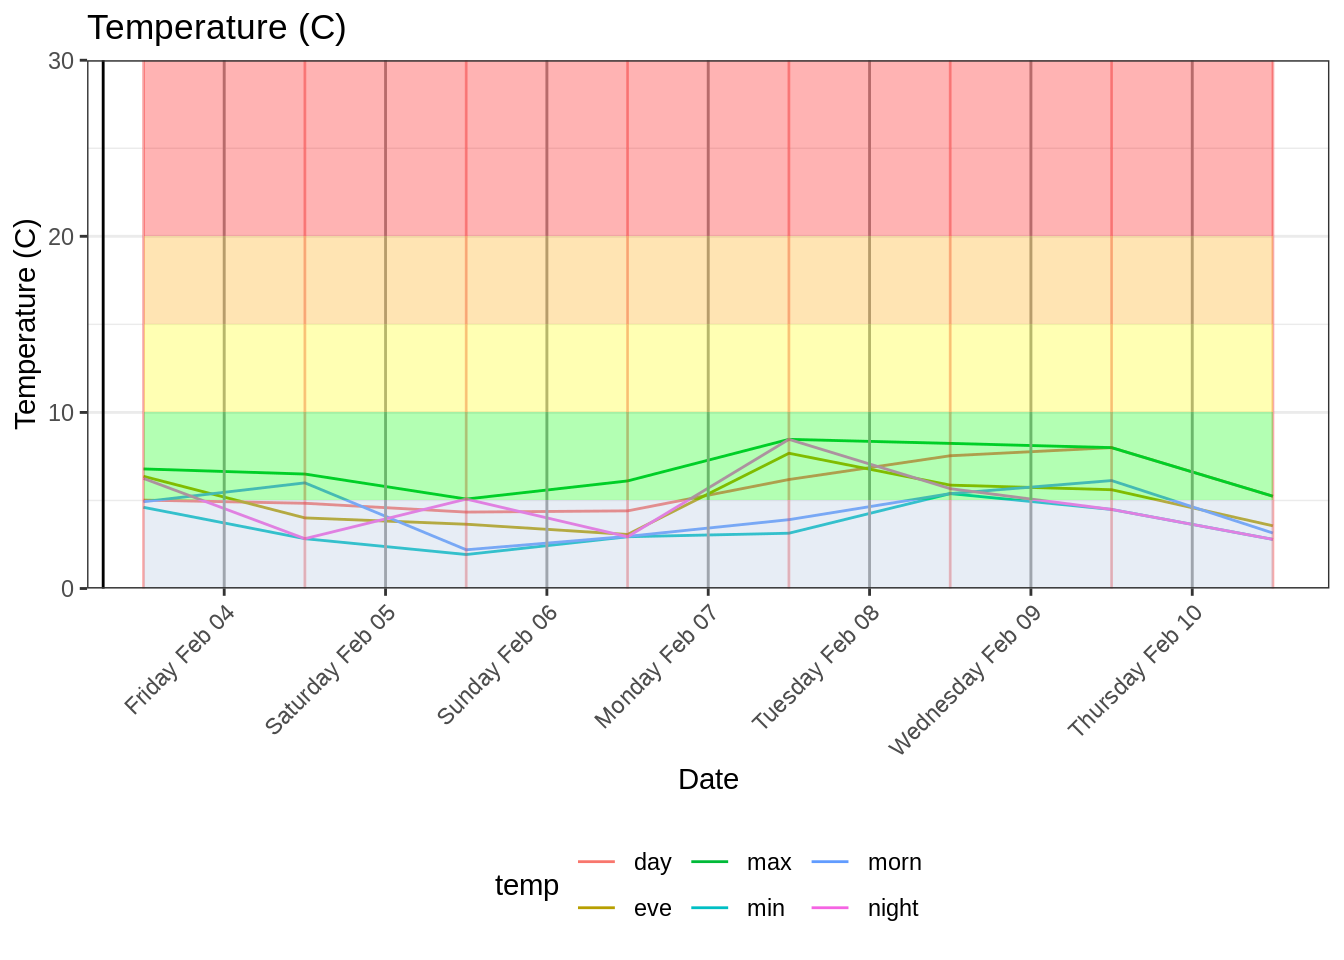 Temperature (C)
30
20
10
0
Temperature (C)
Friday Feb 04
Saturday Feb 05
Sunday Feb 06
Monday Feb 07
Tuesday Feb 08
Wednesday Feb 09
Thursday Feb 10
Date
temp
day
max
morn
eve
min
night